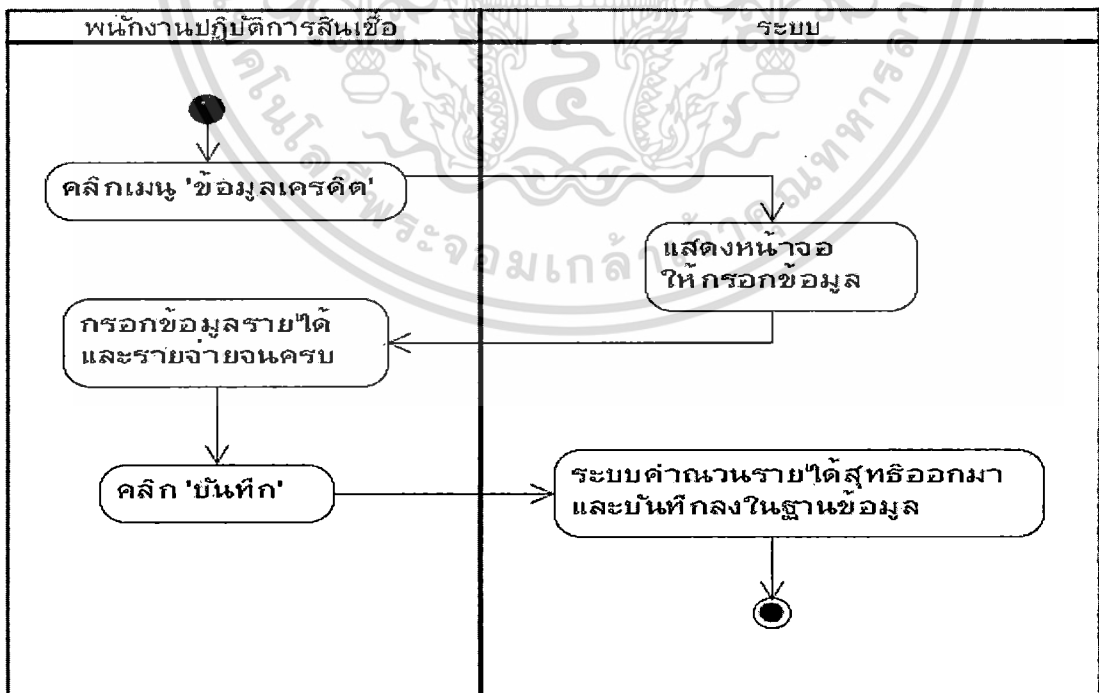 พนักงานปฏิบัติการสินเชื่อ
ระบบ
คลิกเมนู 'ข้อมูลเครดิต'
แสดงหน้าจอ
ให้กรอกข้อมูล
กรอกข้อมูลรายได้
และรายจ่ายจนครบ
คลิก 'บันทึก'
ระบบคำณวนรายได้สุทธิออกมา
และบันทึกลงในฐานข้อมูล